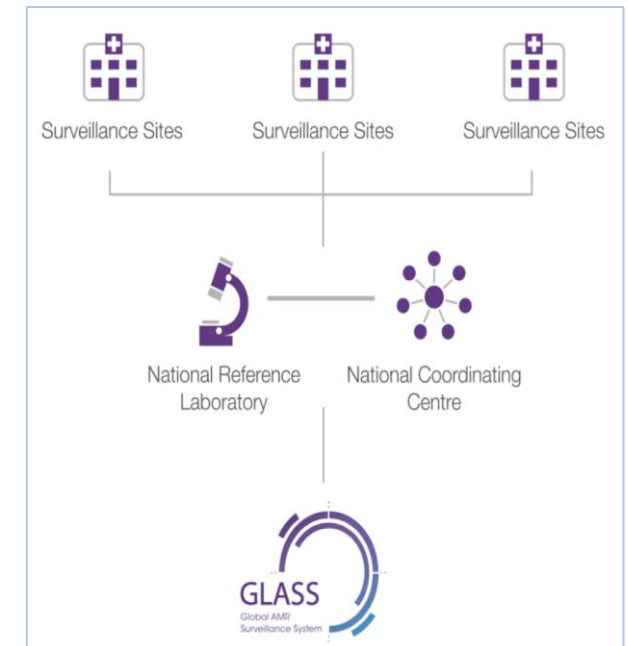 Surveillance Sites
Surveillance Sites
Surveillance Sites
National Reference
Laboratory
National Coordinating
Centre
GLASS
Global AMR
Surveillance System